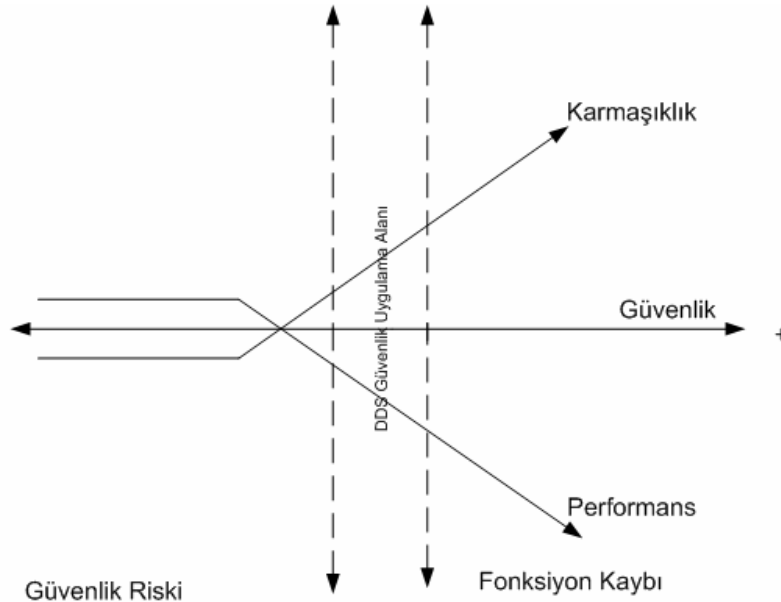 Karmaşıklık
DDS Güvenlik Uygulama Alanı
Güvenlik
+
Performans
Güvenlik Riski
Fonksiyon Kaybı